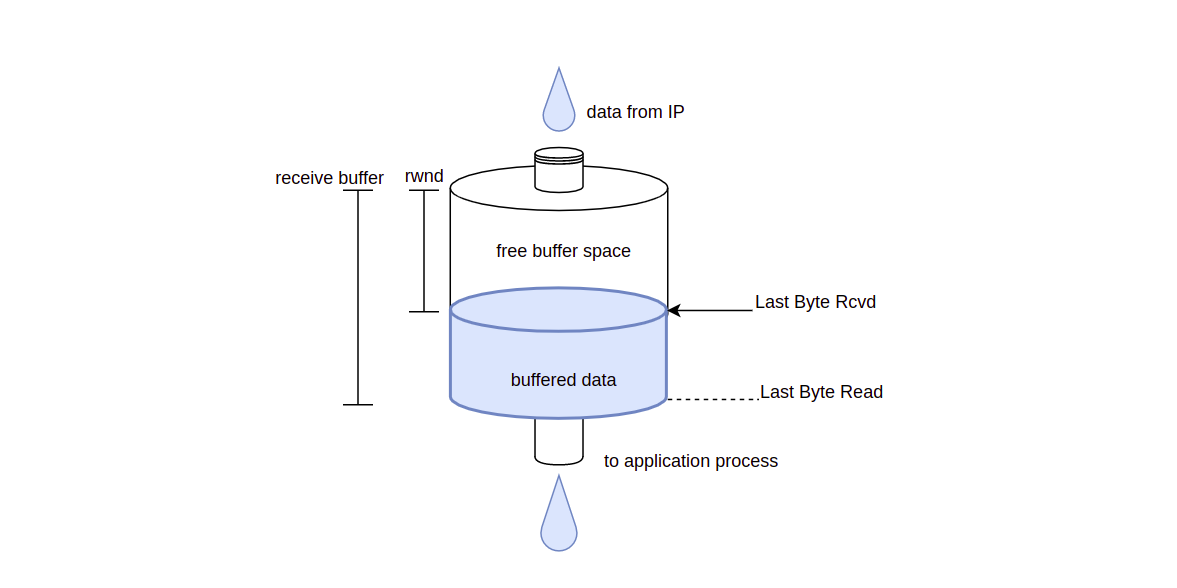 data from IP
receive buffer
rwnd
free buffer space
Last Byte Rcvd
buffered data
Last Byte Read
to application process